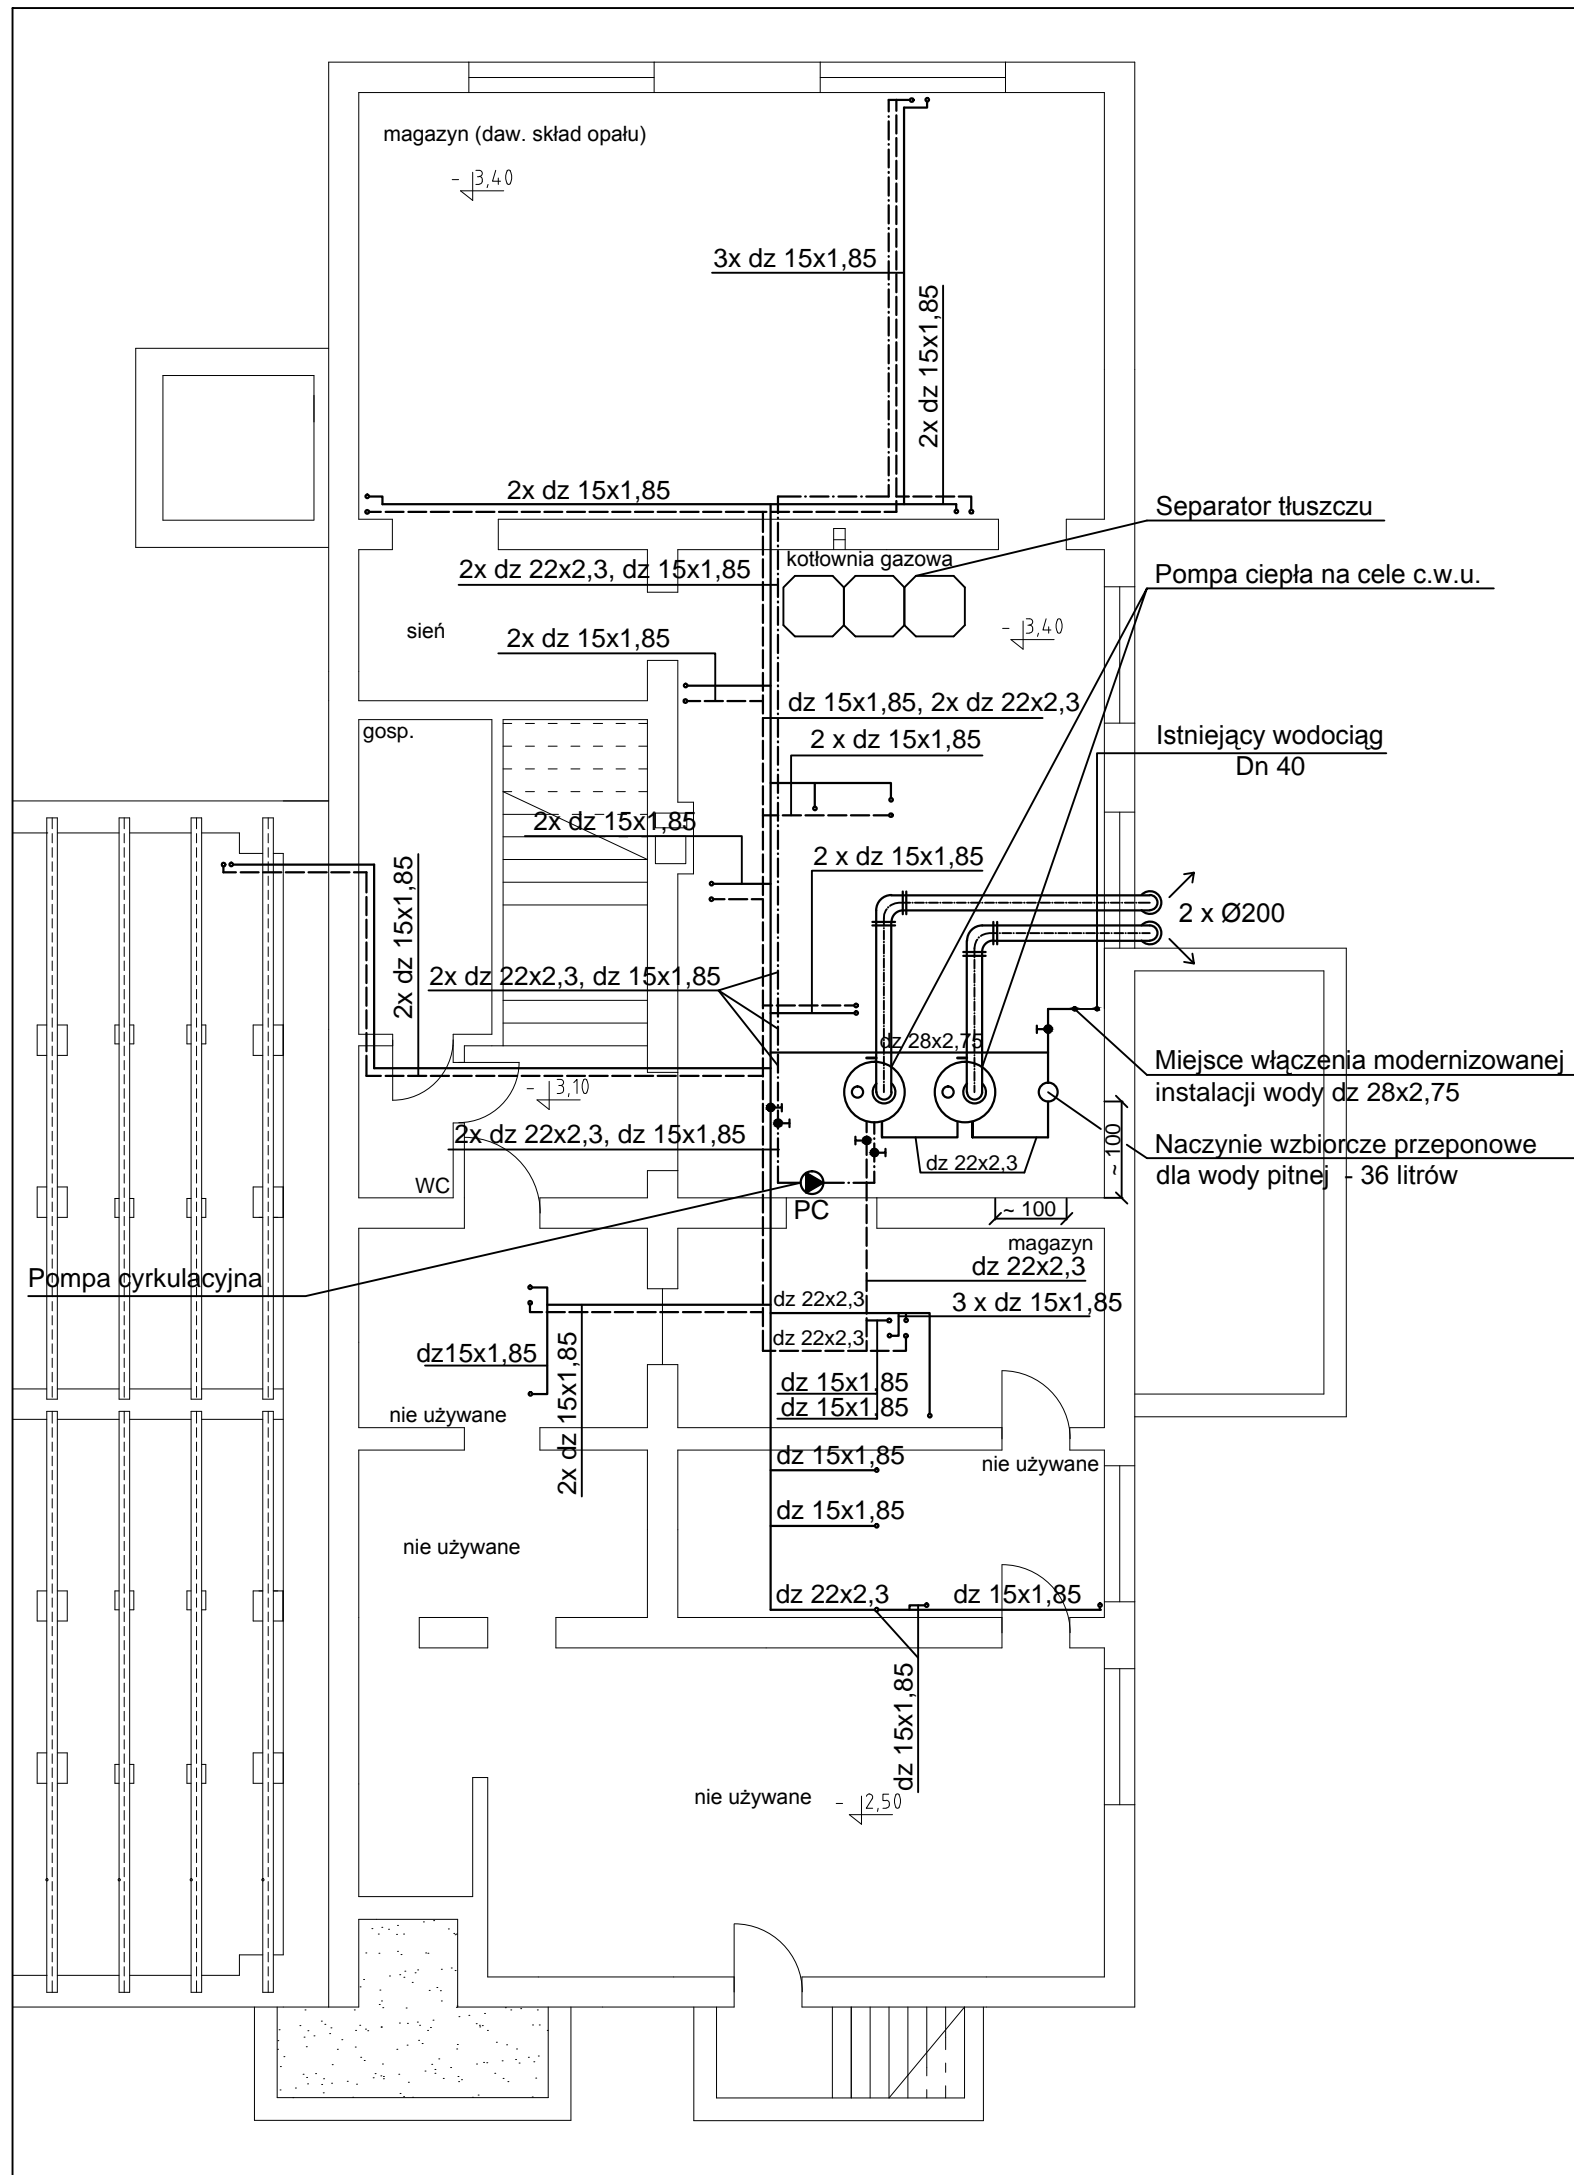 magazyn (daw. skład opału)
- 3,40
3x dz 15x1,85
2x dz 15x1,85
2x dz 15x1,85
Separator tłuszczu
kotłownia gazowa
2x dz 22x2,3, dz 15x1,85
Pompa ciepła na cele c.w.u.
sień
- 3,40
2x dz 15x1,85
dz 15x1,85, 2x dz 22x2,3
gosp.
2 x dz 15x1,85
Istniejący wodociąg
Dn 40
2x dz 15x1,85
2 x dz 15x1,85
2x dz 15x1,85
2 x Ø200
2x dz 22x2,3, dz 15x1,85
dz 28x2,75
Miejsce włączenia modernizowanej
instalacji wody dz 28x2,75
- 3,10
2x dz 22x2,3, dz 15x1,85
~ 100
Naczynie wzbiorcze przeponowe
dla wody pitnej - 36 litrów
dz 22x2,3
WC
PC
~ 100
magazyn
Pompa cyrkulacyjna
dz 22x2,3
dz 22x2,3
3 x dz 15x1,85
dz 22x2,3
dz15x1,85
2x dz 15x1,85
dz 15x1.85
dz 15x1.85
nie używane
dz 15x1,85
nie używane
dz 15x1,85
nie używane
dz 22x2,3
dz 15x1,85
dz 15x1,85
nie używane
- 2,50